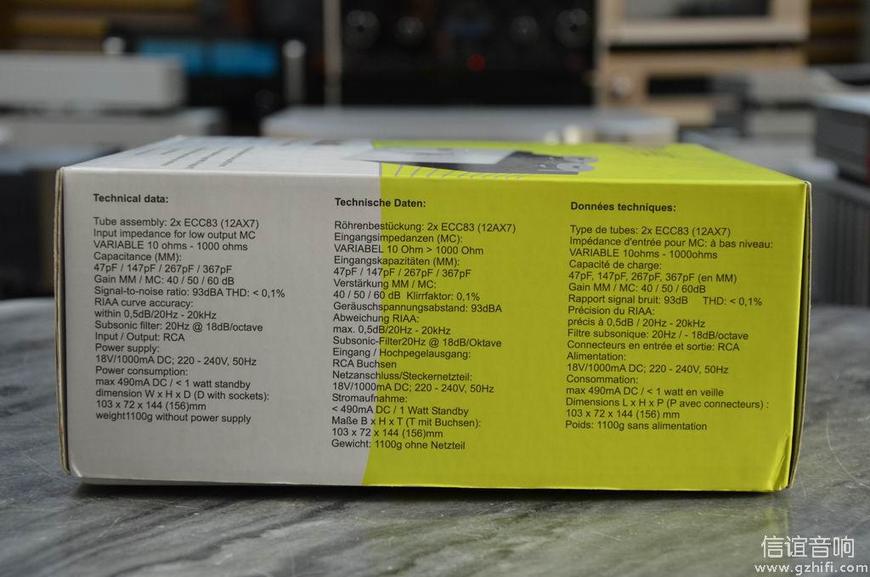 Technical data:
Tube assembly: 2x ECC83 (12AX7)
Input impedance for low output MC
VARIABLE 10 ohms - 1000 ohms
Capacitance (MM):
47pF / 147pF / 267pF / 367pF
Gain MM / MC: 40 / 50 / 60 dB
Signal-to-noise ratio: 93dBA THD: < 0,1%
RIAA curve accuracy:
within 0,5dB/20Hz - 20kHz
Subsonic filter: 20Hz @ 18dB/octave
Input / Output: RCA
Power supply:
18V/1000mA DC; 220 - 240V, 50Hz
Power consumption:
max 490mA DC / < 1 watt standby
dimension W x H x D (D with sockets):
103 x 72 x 144 (156) mm
weight1100g without power supply
Technische Daten:
Röhrenbestückung: 2x ECC83 (12AX7)
Eingangsimpedanzen (MC):
VARIABEL 10 Ohm > 1000 Ohm
Eingangskapazitäten (MM):
47pF / 147pF / 267pF / 367pF
Verstärkung MM / MC:
40 / 50 / 60 dB Klirrfaktor: 0,1%
Geräuschspannungsabstand: 93dBA
Abweichung RIAA:
max. 0,5dB/20Hz - 20kHz
Subsonic-Filter20Hz @ 18dB/Oktave
Eingang / Hochpegelausgang:
RCA Buchsen
Netzanschluss/Steckernetzteil:
18V/1000mA DC; 220 - 240V, 50Hz
Stromaufnahme:
< 490mA DC / 1 Watt Standby
Maße B x H x T (T mit Buchsen):
103 x 72 x 144 (156)mm
Gewicht: 1100g ohne Netzteil
Données techniques:
Type de tubes: 2x ECC83 (12AX7)
Impédance d'entrée pour MC: à bas niveau:
VARIABLE 10ohms - 1000ohms
Capacité de charge:
47pF, 147pF, 267pF, 367pF (en MM)
Gain MM / MC: 40 / 50 / 60 dB
Rapport signal bruit: 93dB THD: < 0,1%
Précision du RIAA:
précis à 0,5dB / 20Hz - 20kHz
Filtre subsonique: 20Hz / - 18dB/octave
Connecteurs en entrée et sortie: RCA
Alimentation:
18V/1000mA DC; 220 - 240V, 50Hz
Consommation:
max 490mA DC / < 1 watt en veille
Dimensions L x H x P (P avec connecteurs) :
103 x 72 x 144 (156) mm
Poids: 1100g sans alimentation
信谊音响
www.gzhifi.com